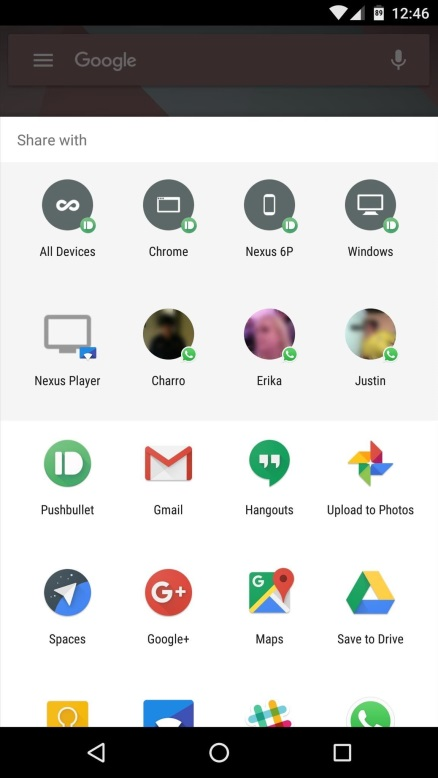 89 12:46
Google
Share with
All Devices Chrome Nexus 6P Windows
Nexus Player Charro Erika Justin
Pushbullet Gmail Hangouts Upload to Photos
G+ G
Spaces Google+ Maps Save to Drive